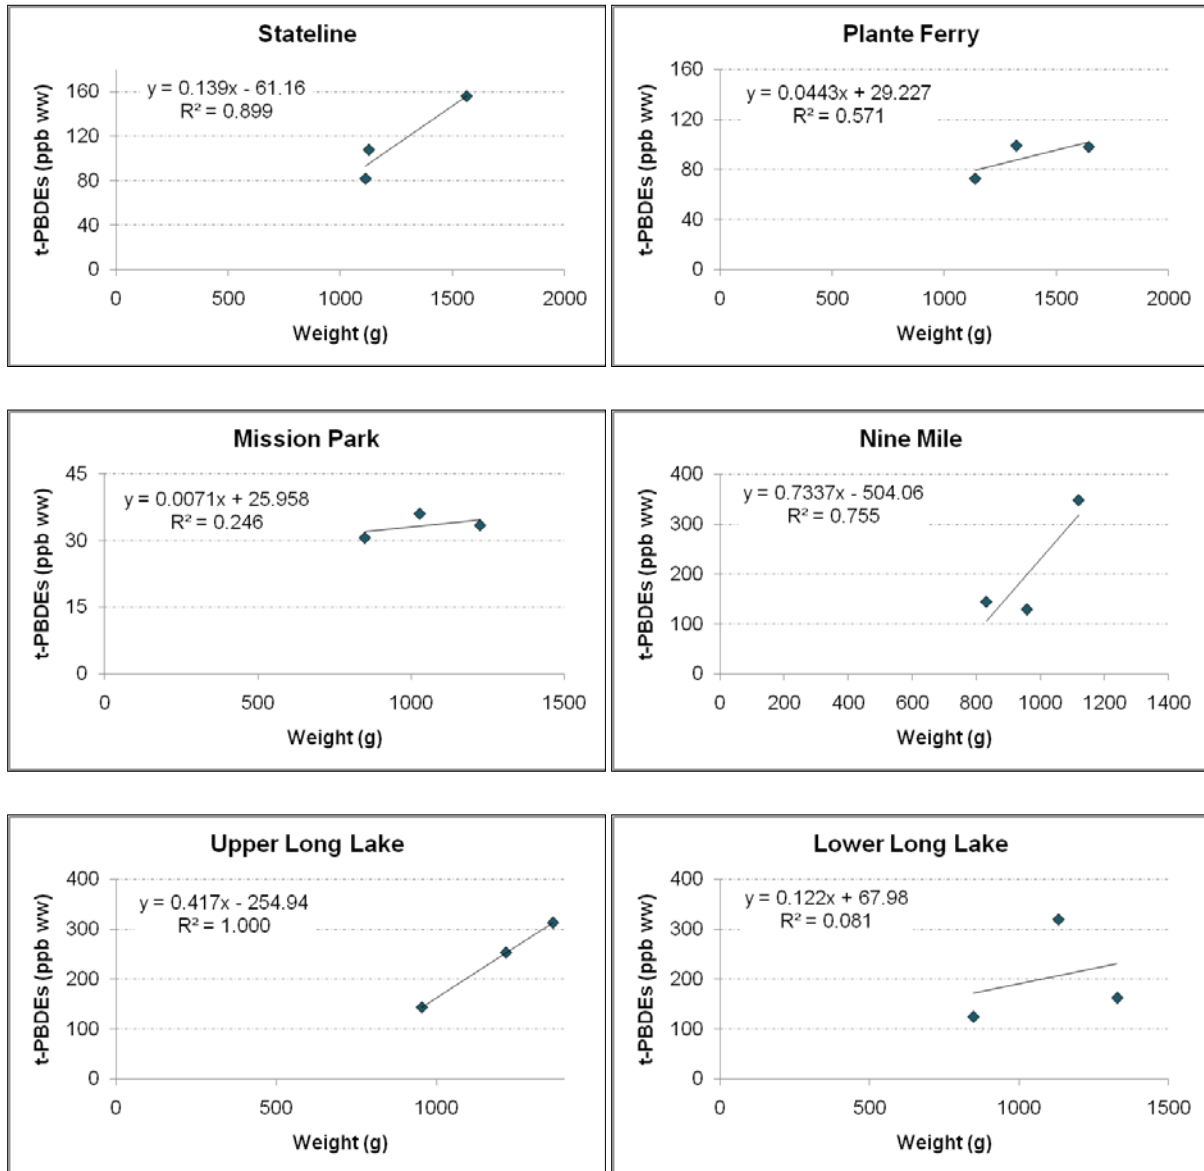 Stateline
y = 0.139x - 61.16
R² = 0.899
t-PBDEs (ppb ww)
160
120
80
40
0
0 500 1000 1500 2000
Weight (g)
Plante Ferry
y = 0.0443x + 29.227
R² = 0.571
t-PBDEs (ppb ww)
160
120
80
40
0
0 500 1000 1500 2000
Weight (g)
Mission Park
y = 0.0071x + 25.958
R² = 0.246
t-PBDEs (ppb ww)
45
30
15
0
0 500 1000 1500
Weight (g)
Nine Mile
y = 0.7337x - 504.06
R² = 0.755
t-PBDEs (ppb ww)
400
300
200
100
0
0 200 400 600 800 1000 1200 1400
Weight (g)
Upper Long Lake
y = 0.417x - 254.94
R² = 1.000
t-PBDEs (ppb ww)
400
300
200
100
0
0 500 1000
Weight (g)
Lower Long Lake
y = 0.122x + 67.98
R² = 0.081
t-PBDEs (ppb ww)
400
300
200
100
0
0 500 1000 1500
Weight (g)